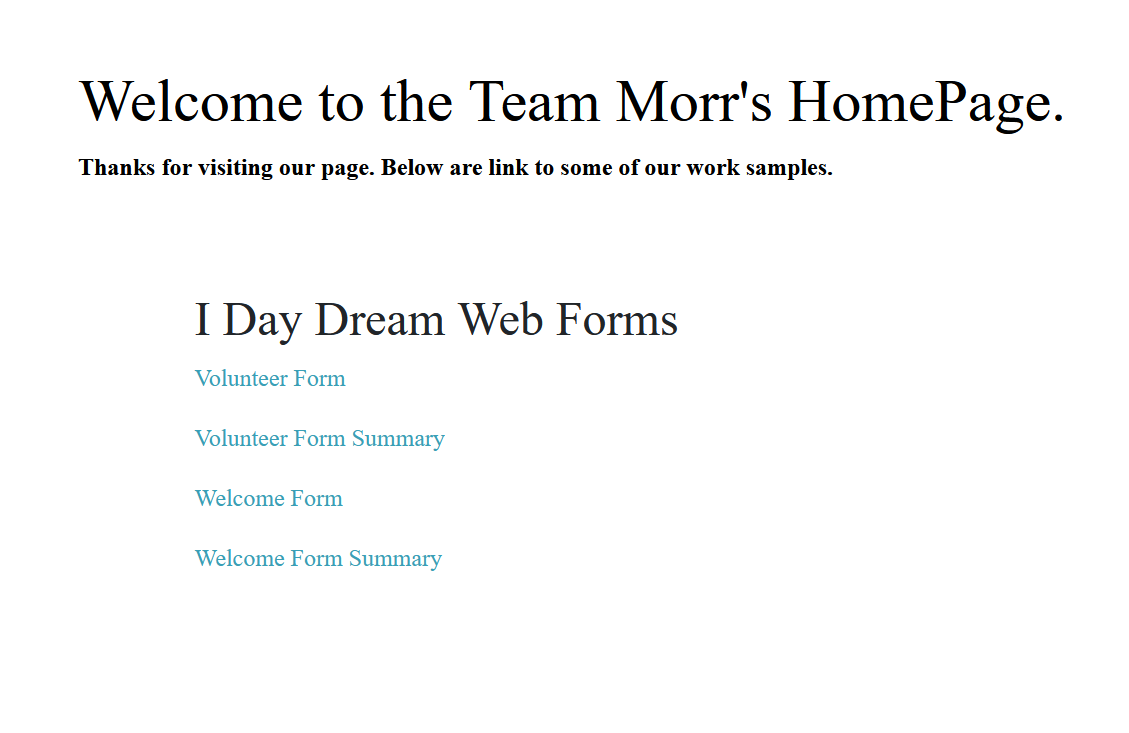 Welcome to the Team Morr's HomePage.
Thanks for visiting our page. Below are link to some of our work samples.
I Day Dream Web Forms
Volunteer Form
Volunteer Form Summary
Welcome Form
Welcome Form Summary